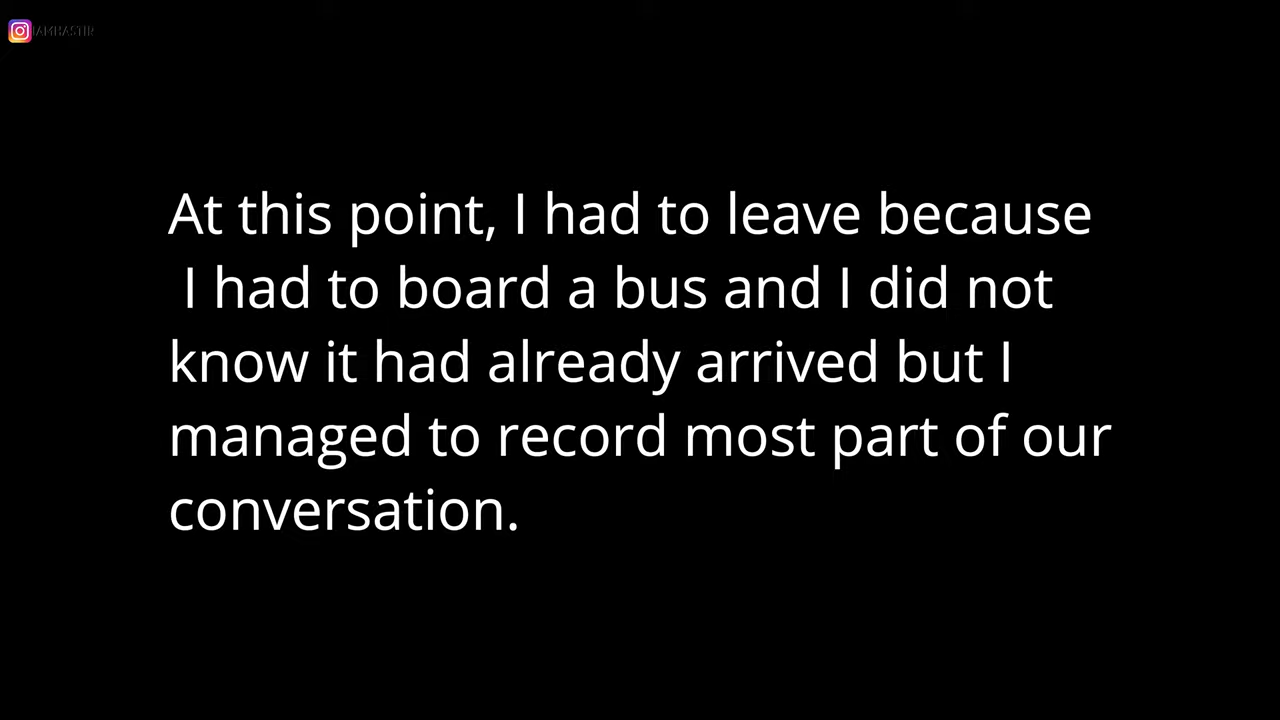 At this point, I had to leave because
I had to board a bus and I did not
know it had already arrived but I
managed to record most part of our
conversation.